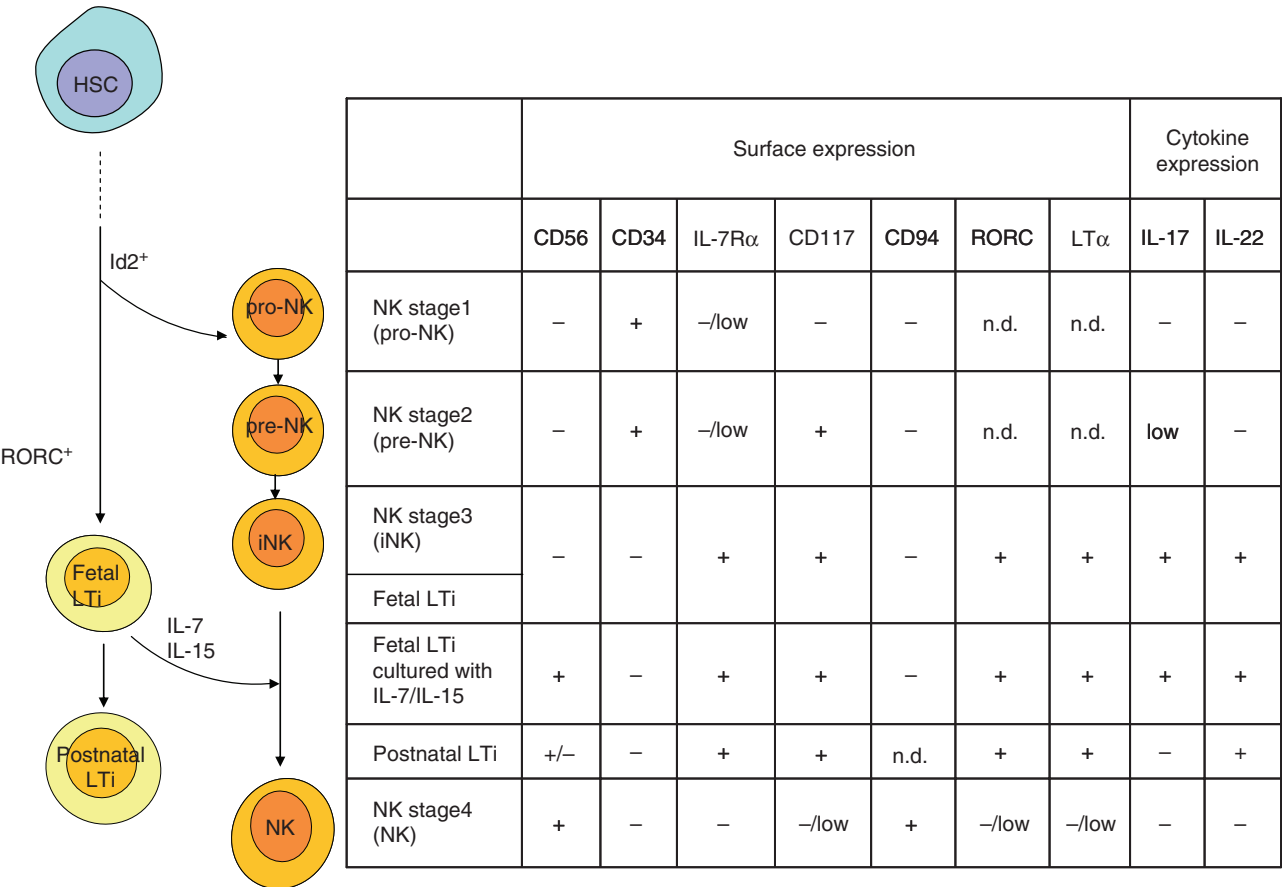 HSC
Id2+
pro-NK
pre-NK
RORC+
iNK
Fetal
LTi
IL-7
IL-15
Postnatal
LTi
NK
Surface expression
Cytokine
expression
CD56 CD34 IL-7Rα CD117 CD94 RORC LTα IL-17 IL-22
NK stage1
(pro-NK)
– + –/low – – n.d. n.d. – –
NK stage2
(pre-NK)
– + –/low + – n.d. n.d. low –
NK stage3
(iNK)
– – + + – + + + +
Fetal LTi
Fetal LTi
cultured with
IL-7/IL-15
+ – + + – + + + +
Postnatal LTi +/– – + + n.d. + + – +
NK stage4
(NK)
+ – – –/low + –/low –/low – –